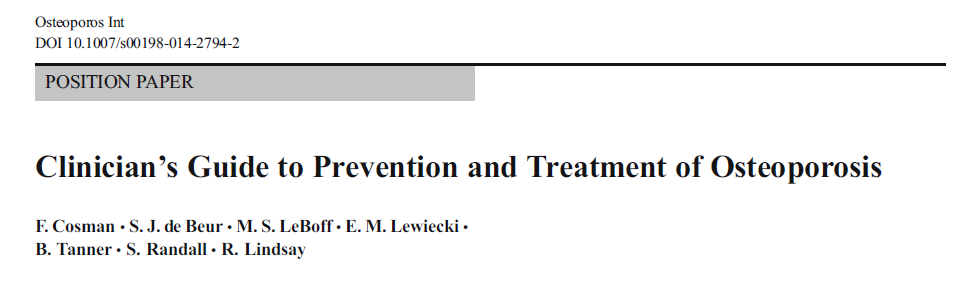 Osteoporos Int
DOI 10.1007/s00198-014-2794-2
POSITION PAPER
Clinician’s Guide to Prevention and Treatment of Osteoporosis
F. Cosman • S. J. de Beur • M. S. LeBoff • E. M. Lewiecki •
B. Tanner • S. Randall • R. Lindsay